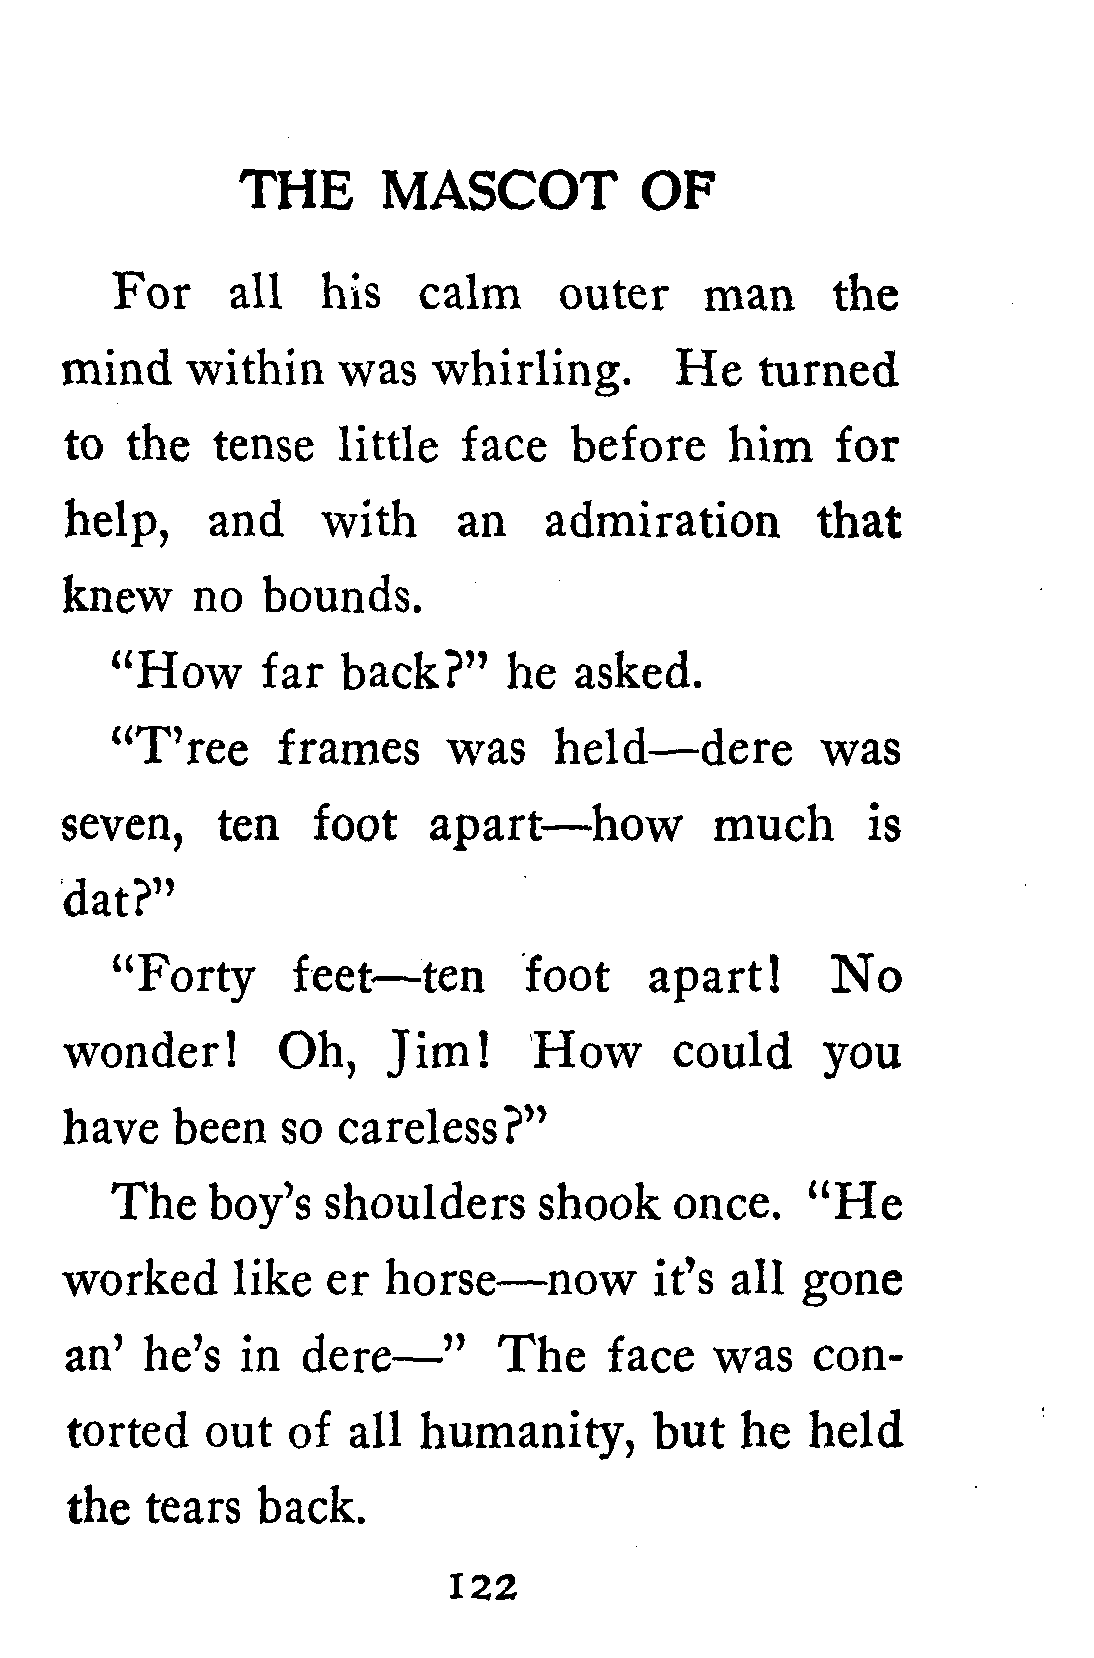 THE MASCOT OF
For all his calm outer man the
mind within was whirling. He turned
to the tense little face before him for
help, and with an admiration that
knew no bounds.
"How far back?" he asked.
"T'ree frames was held—dere was
seven, ten foot apart—how much is
dat?"
"Forty feet—ten foot apart! No
wonder! Oh, Jim! How could you
have been so careless?"
The boy's shoulders shook once. "He
worked like er horse—now it's all gone
an' he's in dere—" The face was con-
torted out of all humanity, but he held
the tears back.
122